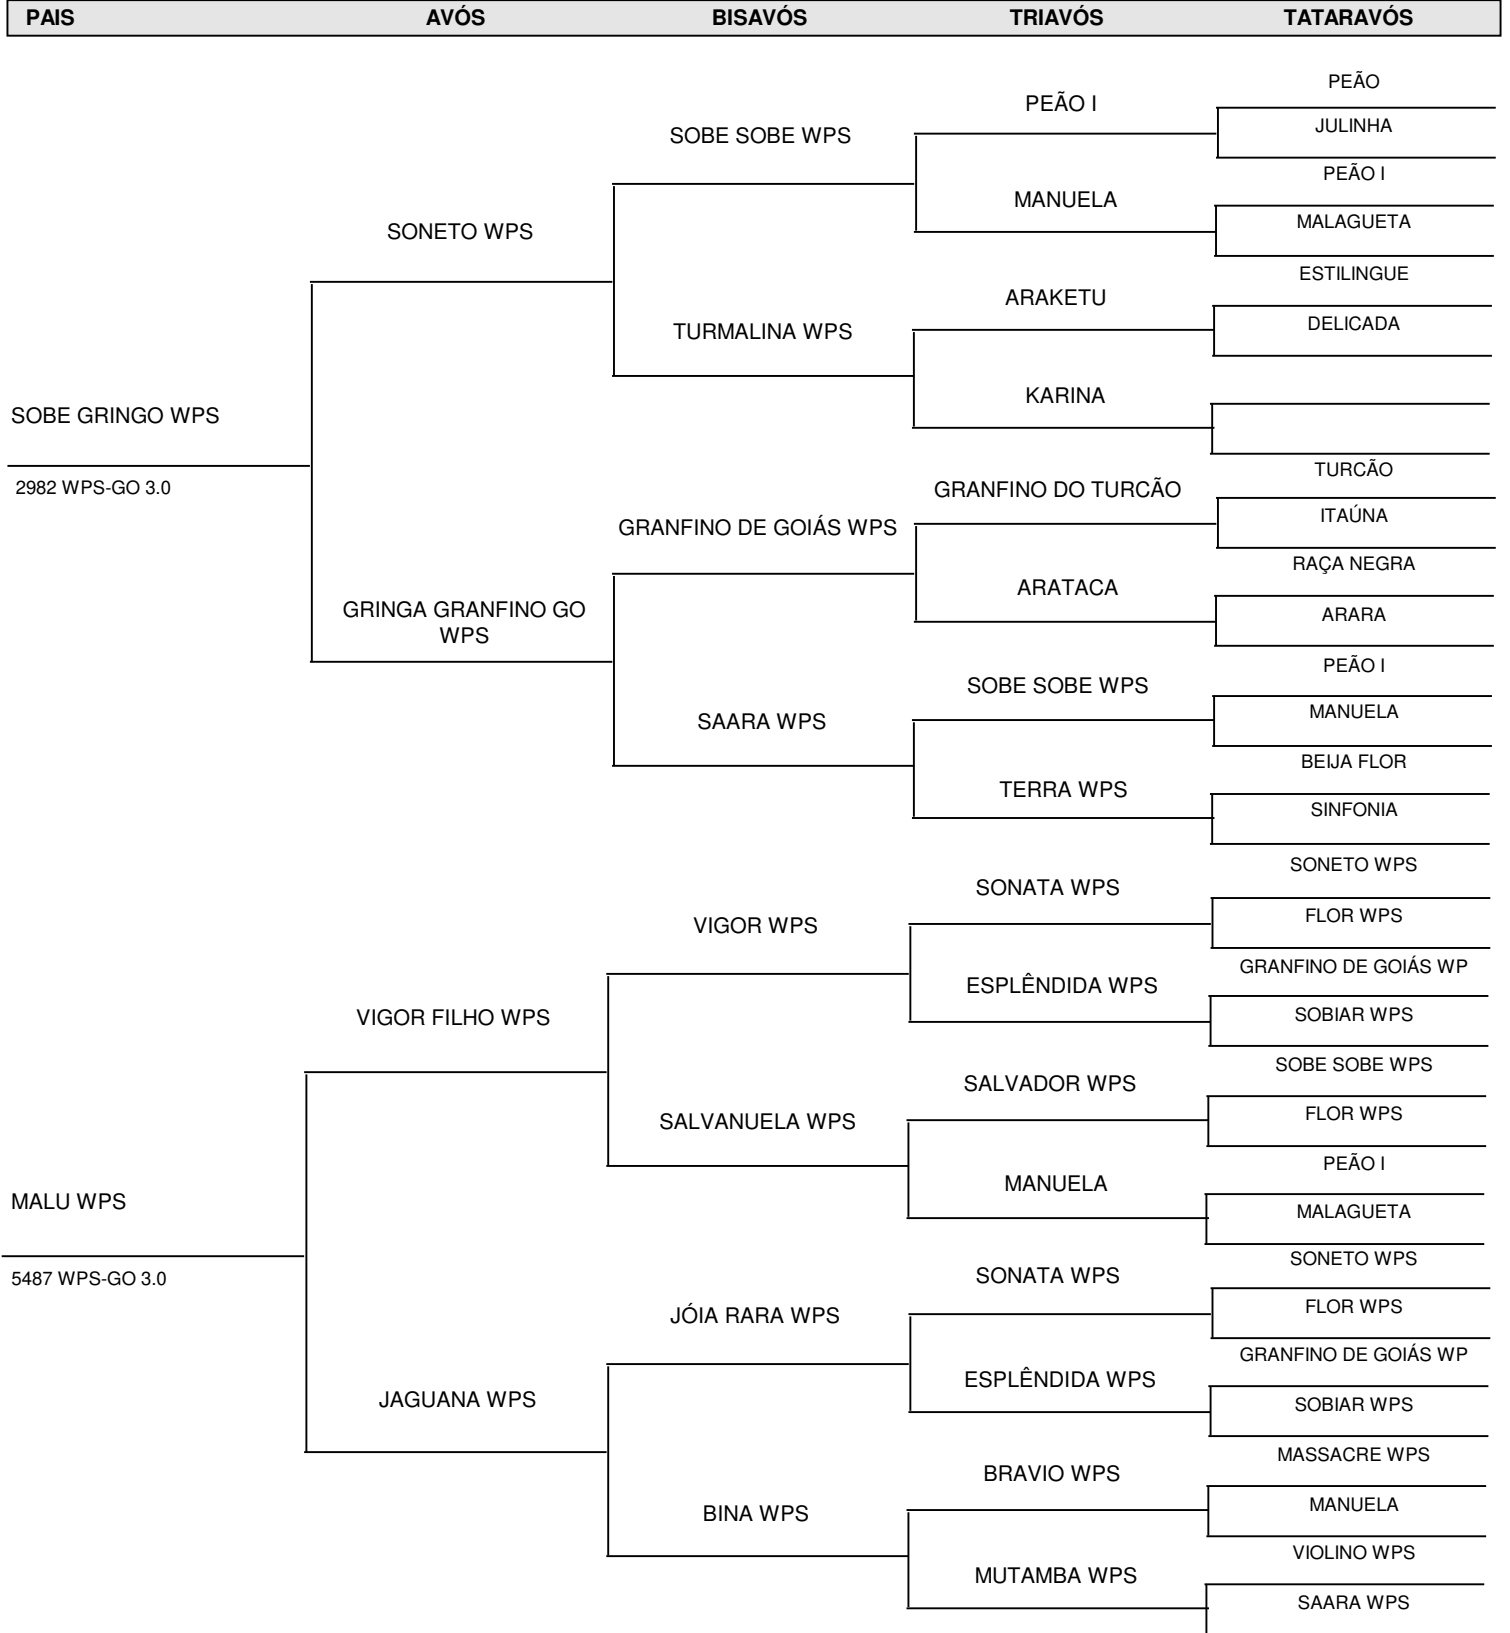 PAIS AVÓS BISAVÓS TRIAVÓS TATARAVÓS
PEÃO
PEÃO I
JULINHA
SOBE SOBE WPS
PEÃO I
MANUELA
MALAGUETA
SONETO WPS
ESTILINGUE
ARAKETU
DELICADA
TURMALINA WPS
KARINA
SOBE GRINGO WPS
TURCÃO
2982 WPS-GO 3.0
GRANFINO DO TURCÃO
ITAÚNA
GRANFINO DE GOIÁS WPS
RAÇA NEGRA
ARATACA
GRINGA GRANFINO GO
WPS
ARARA
PEÃO I
SOBE SOBE WPS
MANUELA
SAARA WPS
BEIJA FLOR
TERRA WPS
SINFONIA
SONETO WPS
SONATA WPS
FLOR WPS
VIGOR WPS
GRANFINO DE GOIÁS WP
ESPLÊNDIDA WPS
SOBIAR WPS
VIGOR FILHO WPS
SOBE SOBE WPS
SALVADOR WPS
FLOR WPS
SALVANUELA WPS
PEÃO I
MANUELA
MALU WPS
MALAGUETA
SONETO WPS
5487 WPS-GO 3.0
SONATA WPS
FLOR WPS
JÓIA RARA WPS
GRANFINO DE GOIÁS WP
ESPLÊNDIDA WPS
JAGUANA WPS
SOBIAR WPS
MASSACRE WPS
BRAVIO WPS
MANUELA
BINA WPS
VIOLINO WPS
MUTAMBA WPS
SAARA WPS